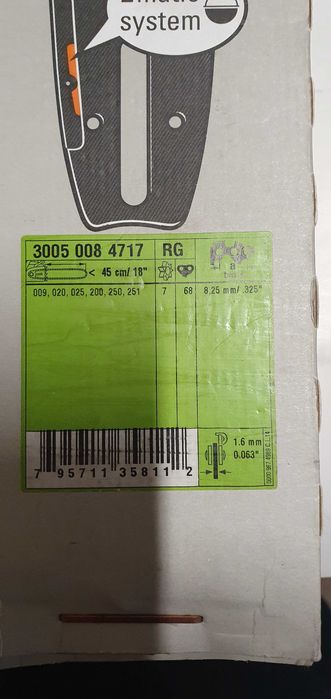 system
3005 008 4717 RG
< 45 cm/ 18"
009, 020, 025, 200, 250, 251 7 68 8,25 mm/ .325"
1.6 mm
0.063"
7 95711 35811 2